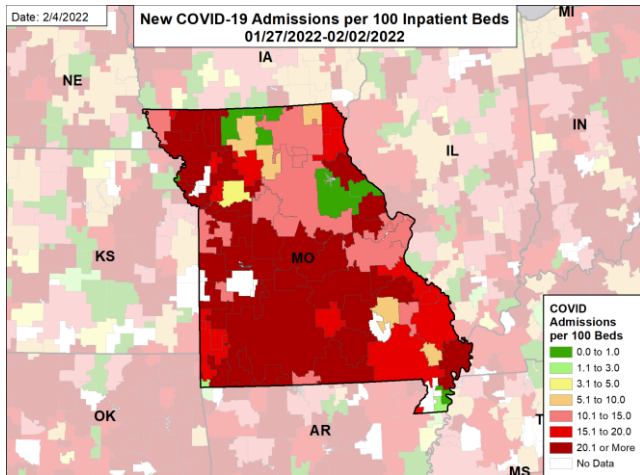 Date: 2/4/2022
New COVID-19 Admissions per 100 Inpatient Beds
01/27/2022-02/02/2022
MI
IA
NE
IN
IL
KS
MO
OK
AR
T
MS
COVID
Admissions
per 100 Beds
0.0 to 1.0
1.1 to 3.0
3.1 to 5.0
5.1 to 10.0
10.1 to 15.0
15.1 to 20.0
20.1 or More
No Data